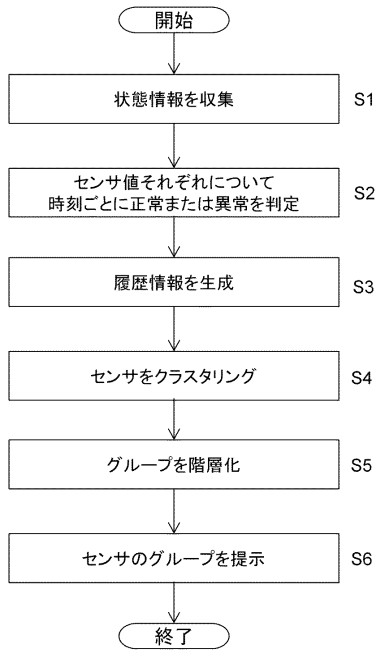 開始
状態情報を収集
S1
センサ値それぞれについて
時刻ごとに正常または異常を判定
S2
履歴情報を生成
S3
センサをクラスタリング
S4
グループを階層化
S5
センサのグループを提示
S6
終了